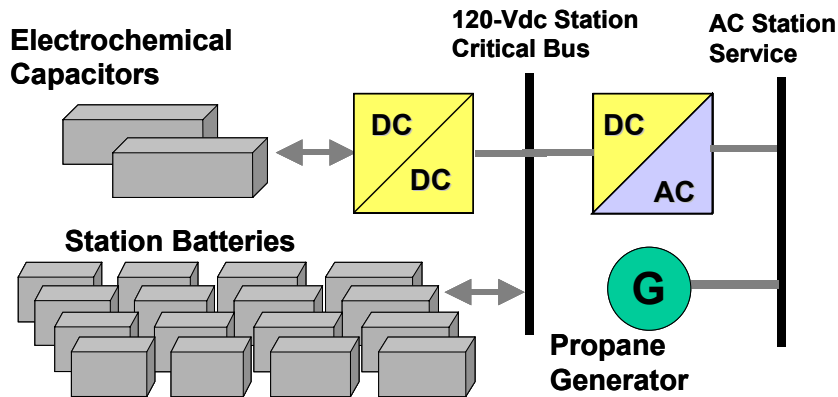 Electrochemical
Capacitors
120-Vdc Station
Critical Bus
AC Station
Service
DC
DC
DC
AC
Station Batteries
G
Propane
Generator